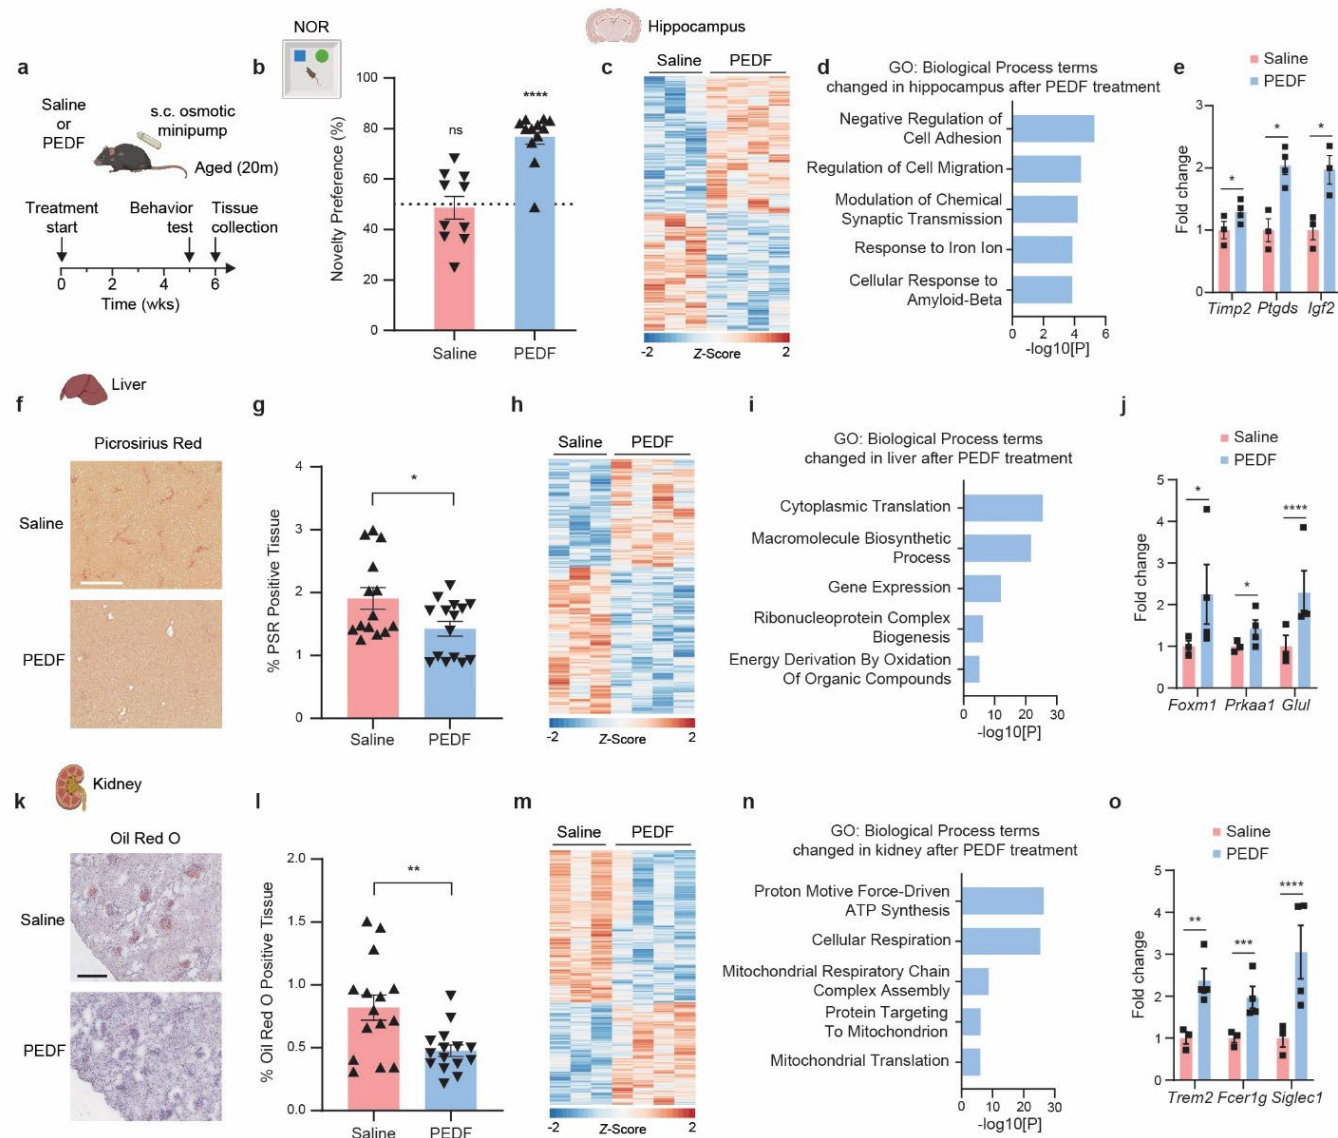 a
Saline
or
PEDF
s.c. osmotic
minipump
Aged (20m)
Treatment
start
Behavior
test
Tissue
collection
0
2
4
6
Time (wks)
b
NOR
Novelty Preference (%)
100
80
60
40
20
0
ns
****
Saline
PEDF
Hippocampus
c
Saline
PEDF
-2
Z-Score
2
d
GO: Biological Process terms
changed in hippocampus after PEDF treatment
Negative Regulation of
Cell Adhesion
Regulation of Cell Migration
Modulation of Chemical
Synaptic Transmission
Response to Iron Ion
Cellular Response to
Amyloid-Beta
0
2
4
6
-log10[P]
e
Saline
PEDF
Fold change
3
2
1
0
*
*
*
Timp2
Ptgds
Igf2
Liver
f
Picrosirius Red
Saline
PEDF
g
% PSR Positive Tissue
4
3
2
1
0
*
Saline
PEDF
h
Saline
PEDF
-2
Z-Score
2
i
GO: Biological Process terms
changed in liver after PEDF treatment
Cytoplasmic Translation
Macromolecule Biosynthetic
Process
Gene Expression
Ribonucleoprotein Complex
Biogenesis
Energy Derivation By Oxidation
Of Organic Compounds
0
10
20
30
-log10[P]
j
Saline
PEDF
Fold change
5
4
3
2
1
0
*
*
****
Foxm1
Prkaa1
Glul
Kidney
k
Oil Red O
Saline
PEDF
l
% Oil Red O Positive Tissue
2.0
1.5
1.0
0.5
0.0
**
Saline
PEDF
m
Saline
PEDF
-2
Z-Score
2
n
GO: Biological Process terms
changed in kidney after PEDF treatment
Proton Motive Force-Driven
ATP Synthesis
Cellular Respiration
Mitochondrial Respiratory Chain
Complex Assembly
Protein Targeting
To Mitochondrion
Mitochondrial Translation
0
10
20
30
-log10[P]
o
Saline
PEDF
Fold change
5
4
3
2
1
0
**
***
****
Trem2
Fcer1g
Siglec1